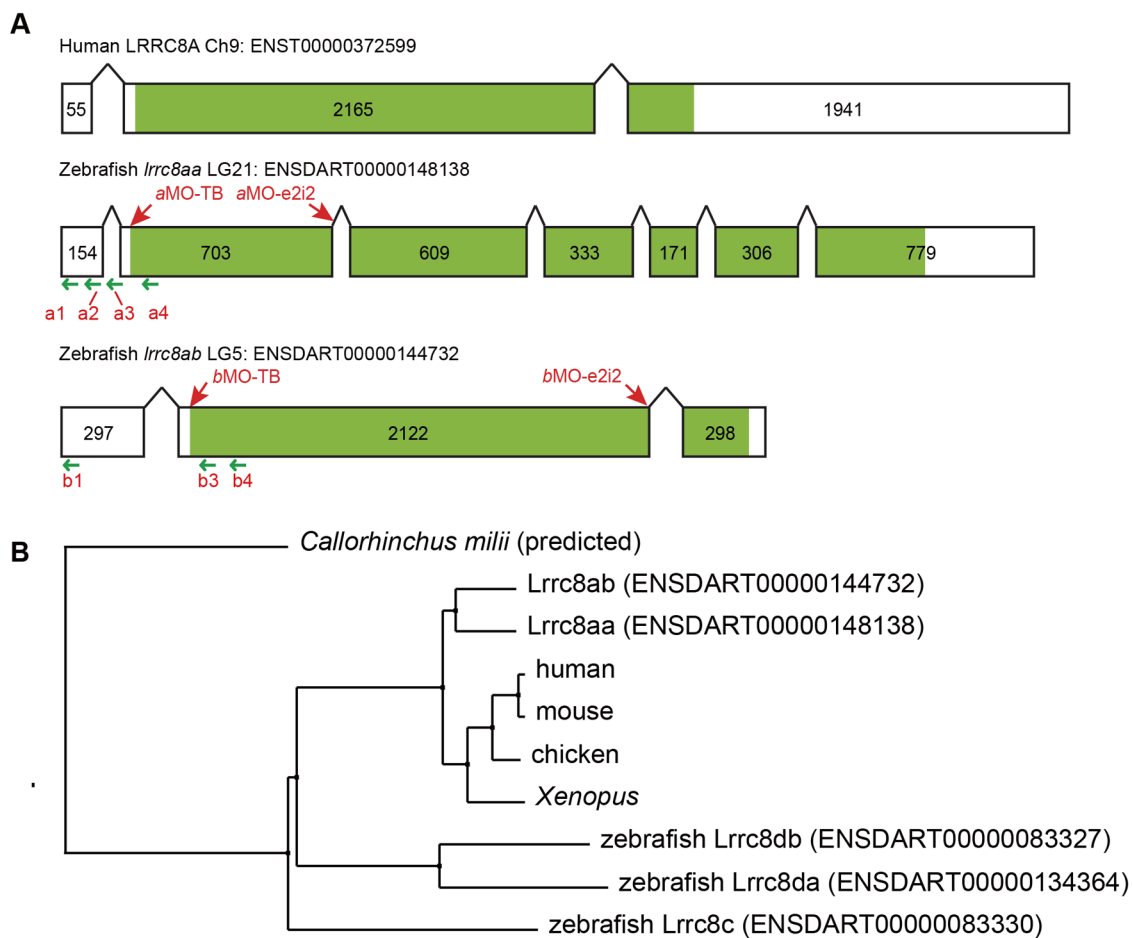 A
Human LRRC8A Ch9: ENST00000372599
55 2165 1941
Zebrafish lrrc8aa LG21: ENSDART00000148138
aMO-TB aMO-e2i2
154 703 609 333 171 306 779
a1 a2 a3 a4
Zebrafish lrrc8ab LG5: ENSDART00000144732
bMO-TB bMO-e2i2
297 2122 298
b1 b3 b4
B
Callorhinchus milii (predicted)
Lrrc8ab (ENSDART00000144732)
Lrrc8aa (ENSDART00000148138)
human
mouse
chicken
Xenopus
zebrafish Lrrc8db (ENSDART00000083327)
zebrafish Lrrc8da (ENSDART00000134364)
zebrafish Lrrc8c (ENSDART00000083330)